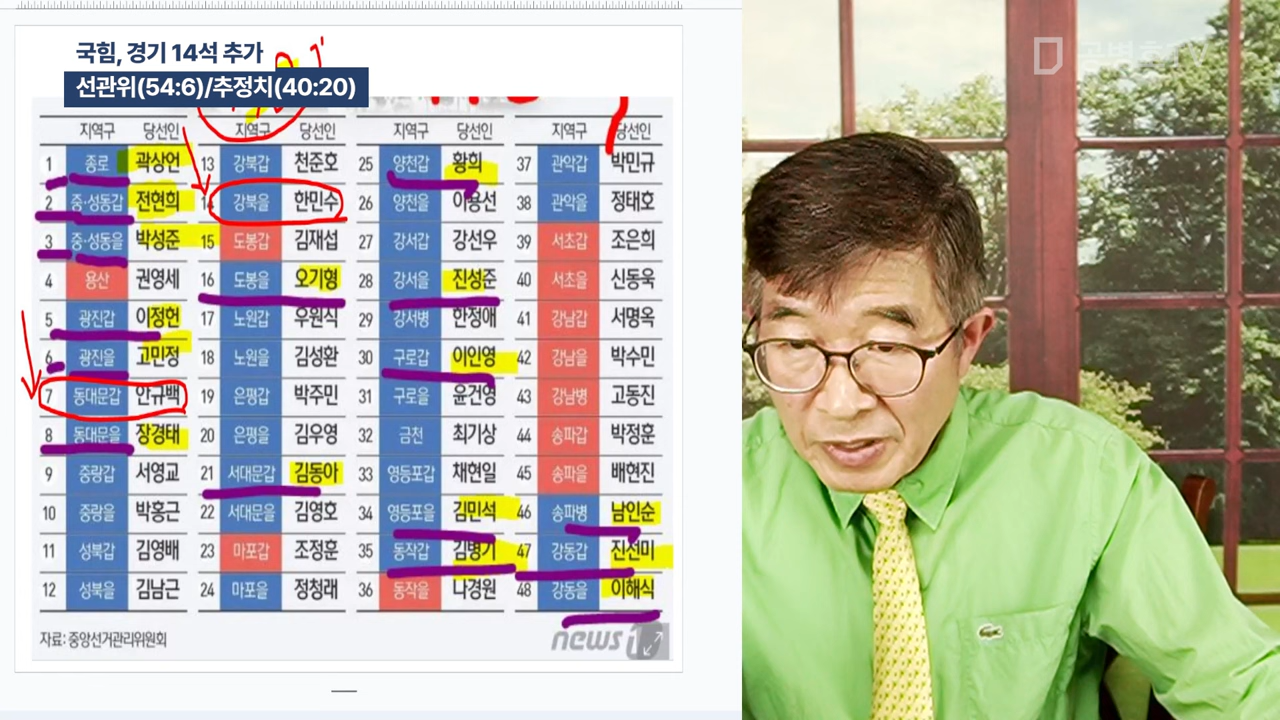 국힘, 경기 14석 추가
선관위(54:6)/추정치(40:20)
공병호TV
지역구 당선인 지역구 당선인 지역구 당선인 지역구 당선인
1 종로 곽상언 13 강북갑 천준호 25 양천갑 황희 37 관악갑 박민규
2 중·성동갑 전현희 14 강북을 한민수 26 양천을 이용선 38 관악을 정태호
3 중·성동을 박성준 15 도봉갑 김재섭 27 강서갑 강선우 39 서초갑 조은희
4 용산 권영세 16 도봉을 오기형 28 강서을 진성준 40 서초을 신동욱
5 광진갑 이정헌 17 노원갑 우원식 29 강서병 한정애 41 강남갑 서명옥
6 광진을 고민정 18 노원을 김성환 30 구로갑 이인영 42 강남을 박수민
7 동대문갑 안규백 19 은평갑 박주민 31 구로을 윤건영 43 강남병 고동진
8 동대문을 장경태 20 은평을 김우영 32 금천 최기상 44 송파갑 박정훈
9 중랑갑 서영교 21 서대문갑 김동아 33 영등포갑 채현일 45 송파을 배현진
10 중랑을 박홍근 22 서대문을 김영호 34 영등포을 김민석 46 송파병 남인순
11 성북갑 김영배 23 마포갑 조정훈 35 동작갑 김병기 47 강동갑 진선미
12 성북을 김남근 24 마포을 정청래 36 동작을 나경원 48 강동을 이해식
자료: 중앙선거관리위원회
news1